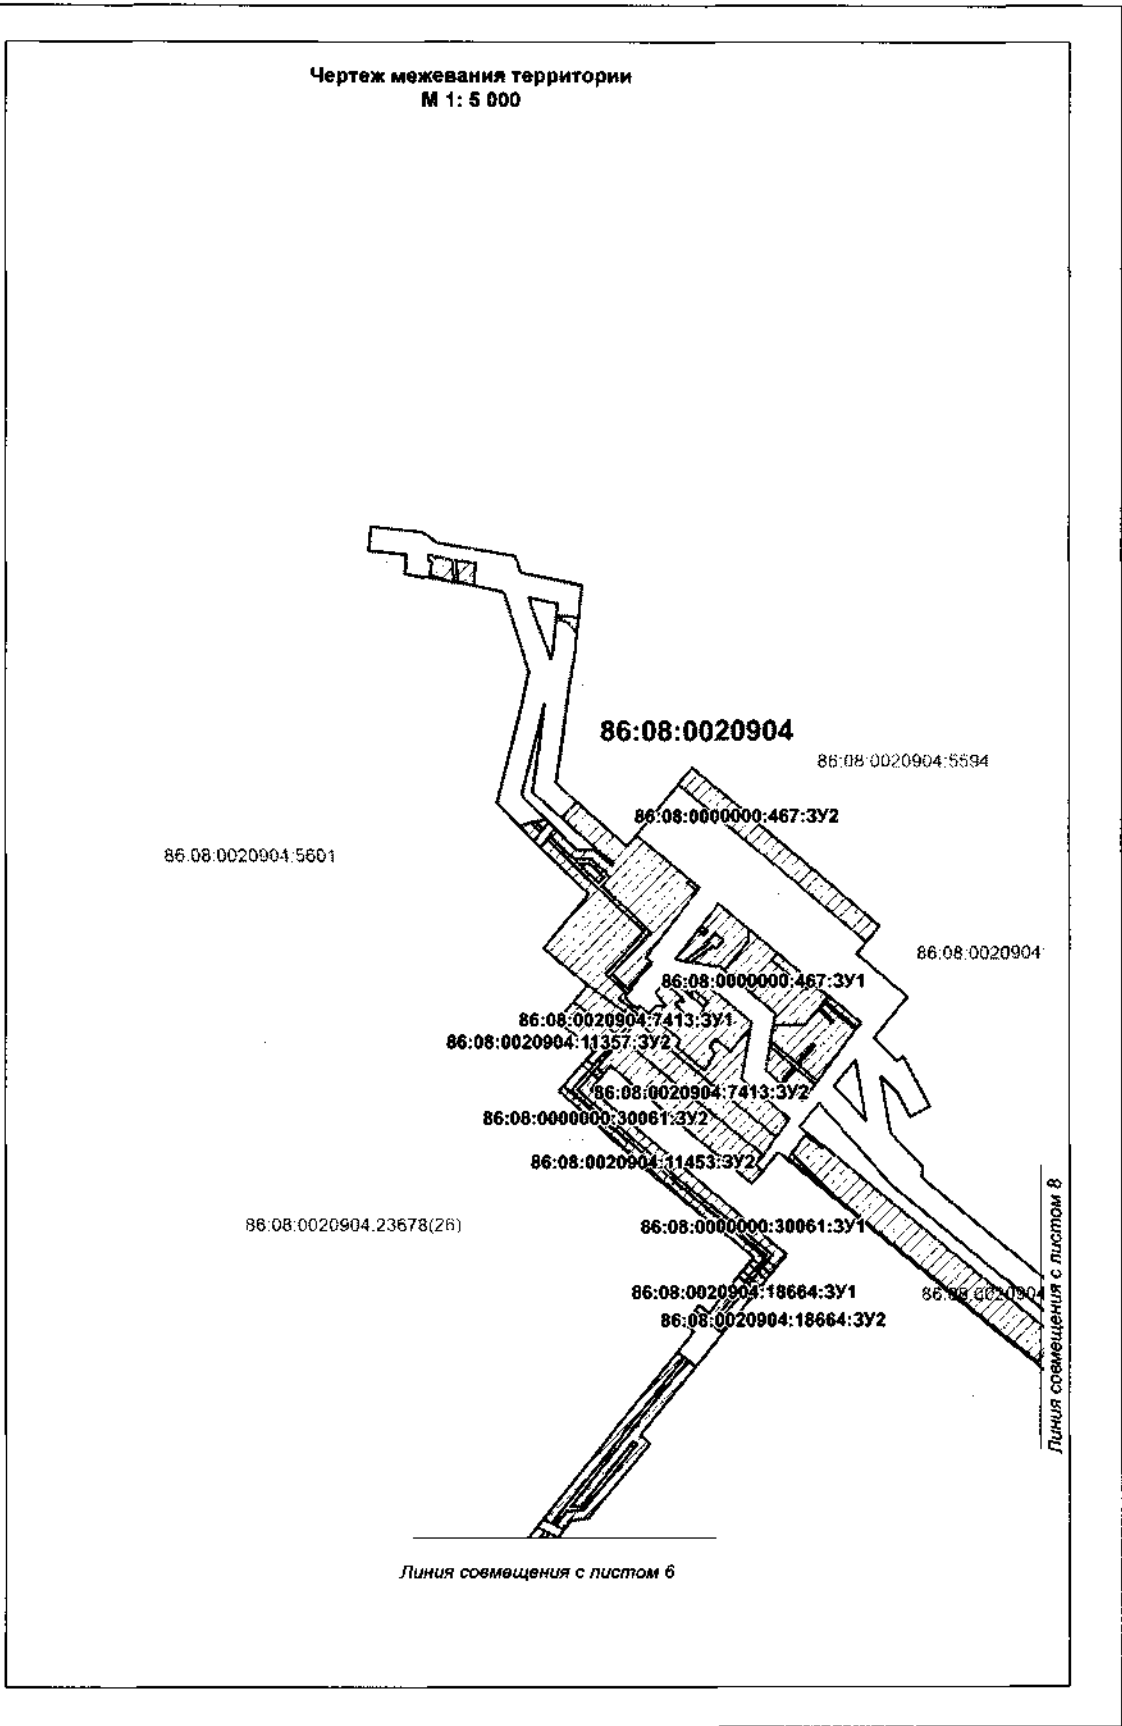 Чертеж межевания территории
М 1: 5 000
86:08:0020904
86:08:0020904:5594
86:08:0000000:467:ЗУ2
86:08:0020904:5601
86:08:0020904
86:08:0000000:467:ЗУ1
86:08:0020904:7413:ЗУ1
86:08:0020904:11357:ЗУ2
86:08:0020904:7413:ЗУ2
86:08:0000000:30061:ЗУ2
86:08:0020904:11453:ЗУ2
86:08:0020904.23678(26)
86:08:0000000:30061:ЗУ1
86:08:0020904:18664:ЗУ1
86:08:0020904
86:08:0020904:18664:ЗУ2
Линия совмещения с листом 8
Линия совмещения с листом 6